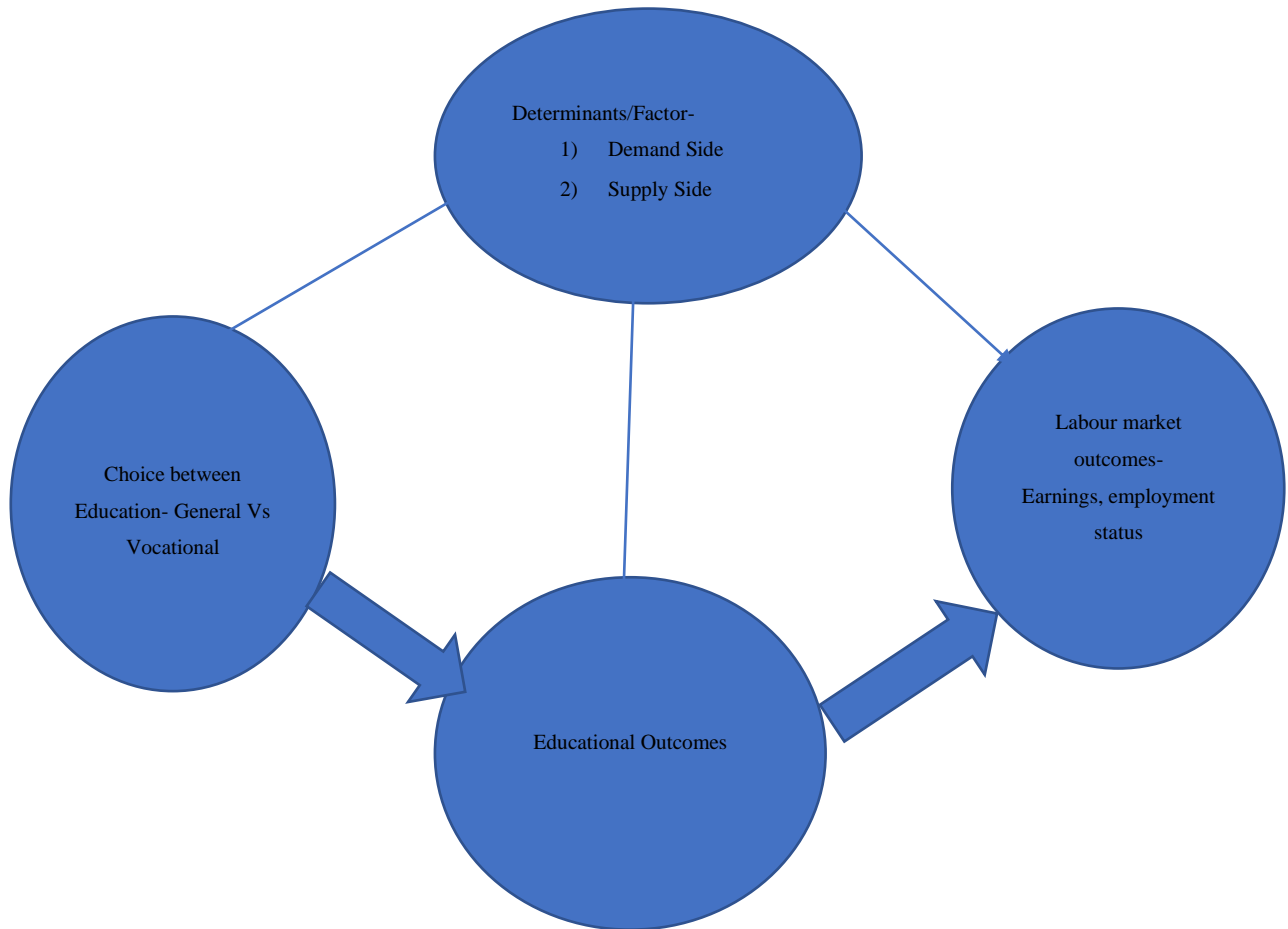 Determinants/Factor-
1) Demand Side
2) Supply Side
Choice between
Education- General Vs
Vocational
Labour market
outcomes-
Earnings, employment
status
Educational Outcomes